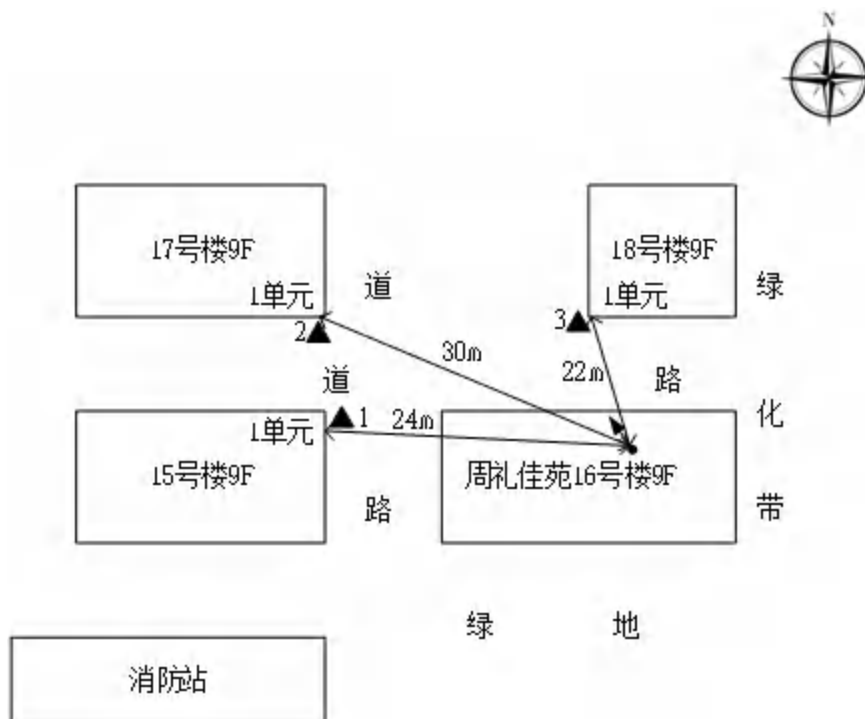 N
17号楼9F
18号楼9F
1单元
道
1单元
绿
2
3
30m
22m
道
路
1单元
1
24m
化
15号楼9F
周礼佳苑16号楼9F
路
带
绿 地
消防站